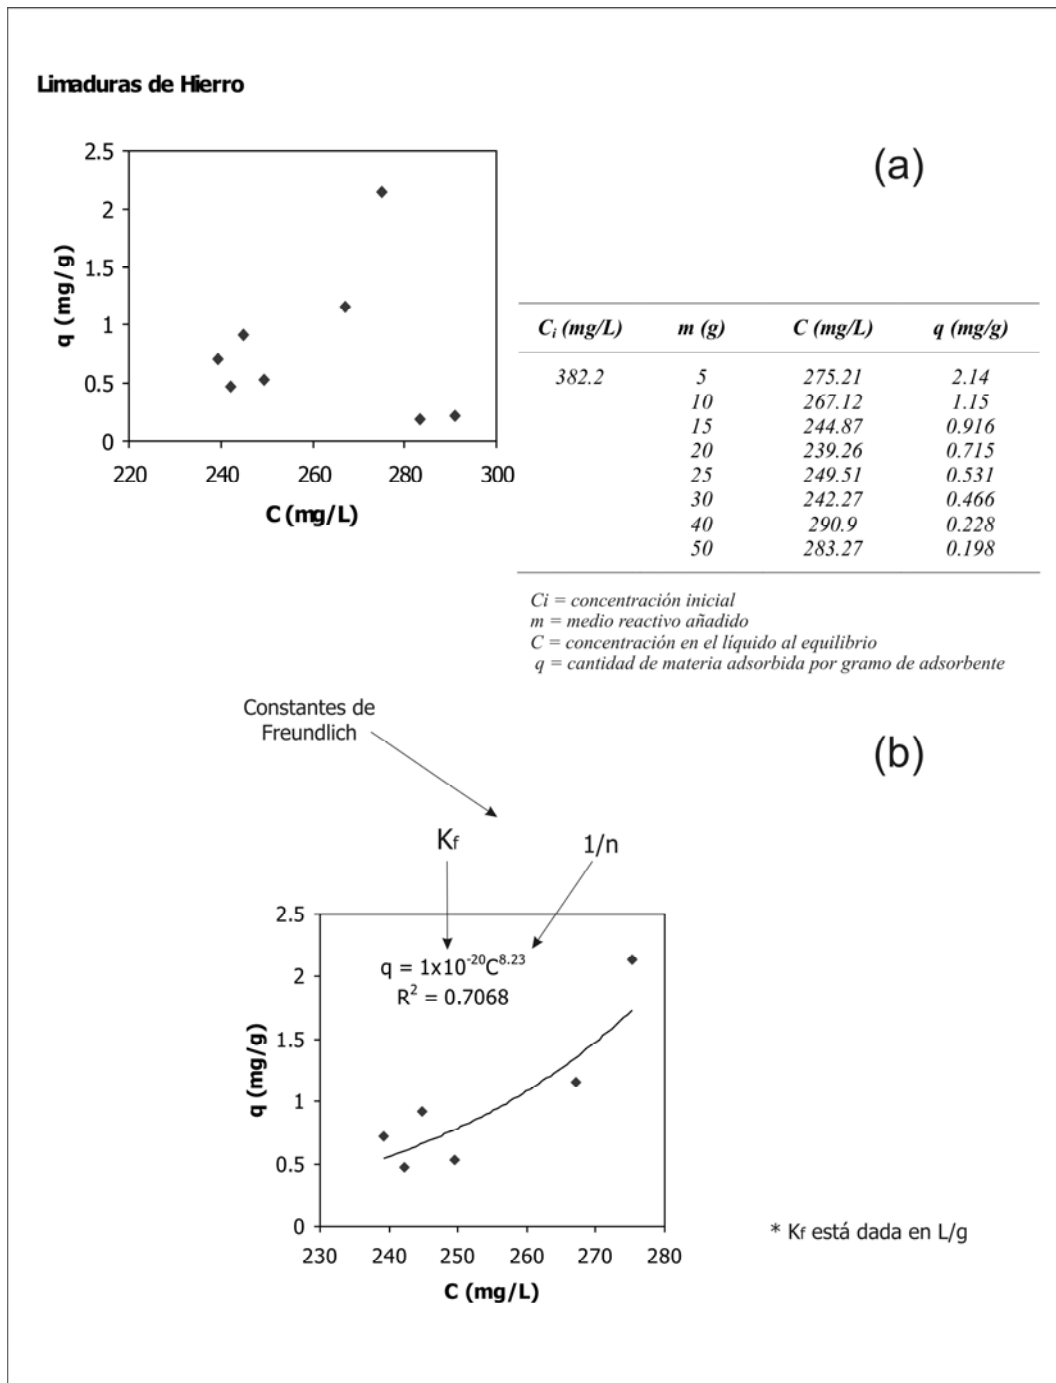 Limaduras de Hierro
(a)
2.5
2
1.5
1
0.5
0
q (mg/g)
220 240 260 280 300
C (mg/L)
Ci (mg/L) m (g) C (mg/L) q (mg/g)
382.2 5 275.21 2.14
10 267.12 1.15
15 244.87 0.916
20 239.26 0.715
25 249.51 0.531
30 242.27 0.466
40 290.9 0.228
50 283.27 0.198
Ci = concentración inicial
m = medio reactivo añadido
C = concentración en el líquido al equilibrio
q = cantidad de materia adsorbida por gramo de adsorbente
Constantes de
Freundlich
(b)
Kf 1/n
2.5
2
1.5
1
0.5
0
q (mg/g)
q = 1x10⁻²⁰C⁸·²³
R² = 0.7068
230 240 250 260 270 280
C (mg/L)
* Kf está dada en L/g